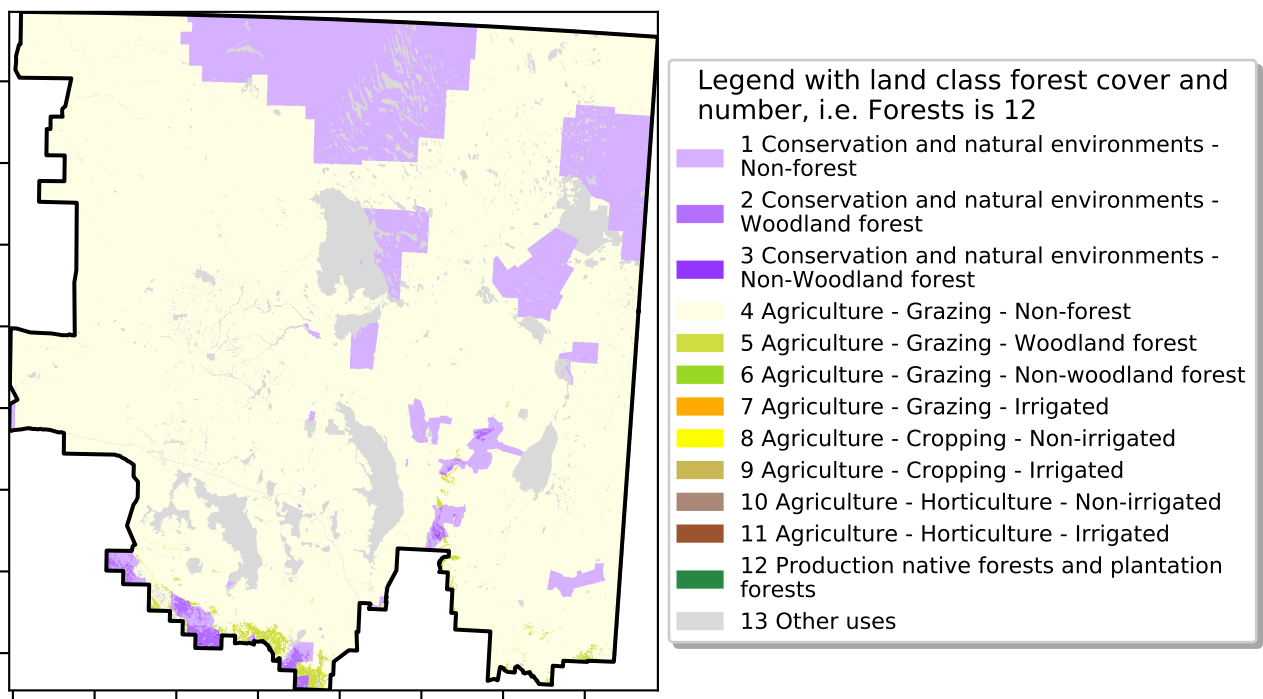 Legend with land class forest cover and
number, i.e. Forests is 12
1 Conservation and natural environments -
Non-forest
2 Conservation and natural environments -
Woodland forest
3 Conservation and natural environments -
Non-Woodland forest
4 Agriculture - Grazing - Non-forest
5 Agriculture - Grazing - Woodland forest
6 Agriculture - Grazing - Non-woodland forest
7 Agriculture - Grazing - Irrigated
8 Agriculture - Cropping - Non-irrigated
9 Agriculture - Cropping - Irrigated
10 Agriculture - Horticulture - Non-irrigated
11 Agriculture - Horticulture - Irrigated
12 Production native forests and plantation
forests
13 Other uses